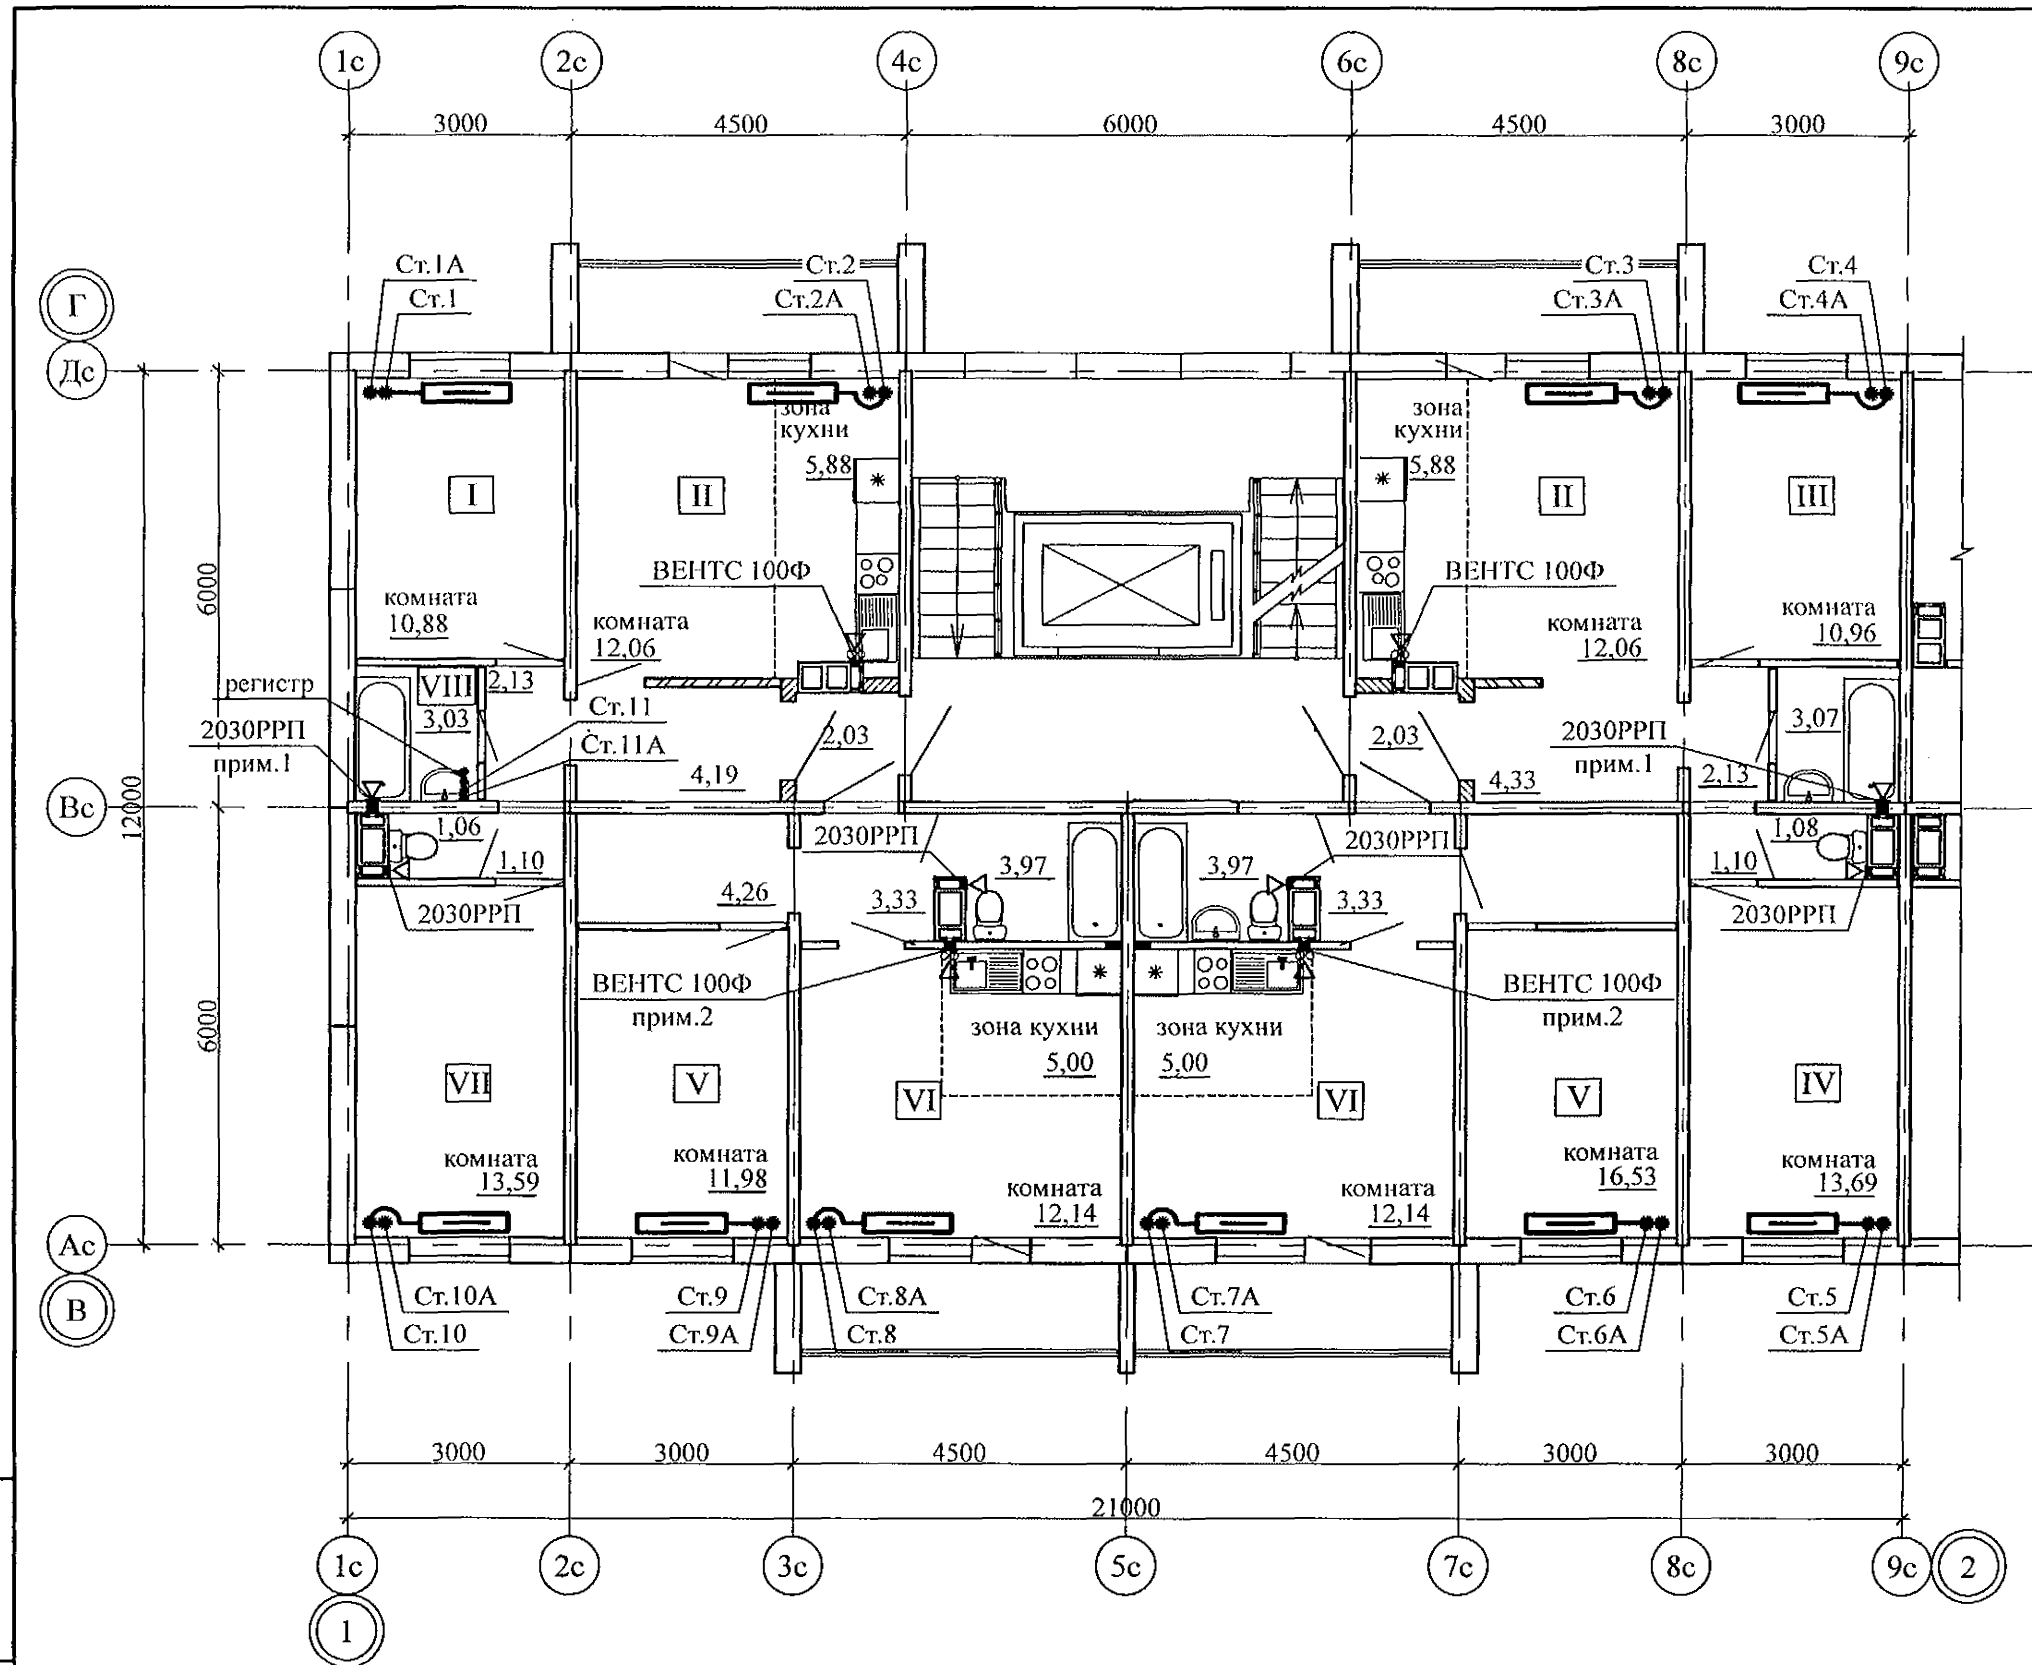 1с
2с
4с
6с
8с
9с
3000
4500
6000
4500
3000
Г
Дс
Вс
Ас
В
12000
6000
6000
Ст.1А
Ст.1
Ст.2
Ст.2А
Ст.3
Ст.3А
Ст.4
Ст.4А
зона
кухни
5,88
зона
кухни
5,88
I
II
II
III
ВЕНТС 100Ф
ВЕНТС 100Ф
комната
10,88
комната
12,06
комната
12,06
комната
10,96
регистр
VIII
3,03
2,13
Ст.11
Ст.11А
2030РРП
прим.1
2,03
2,03
2030РРП
прим.1
3,07
4,19
4,33
2,13
1,06
1,10
2030РРП
2030РРП
1,08
1,10
3,97
3,97
4,26
3,33
3,33
2030РРП
2030РРП
ВЕНТС 100Ф
прим.2
ВЕНТС 100Ф
прим.2
зона кухни
5,00
зона кухни
5,00
VII
V
VI
VI
V
IV
комната
13,59
комната
11,98
комната
12,14
комната
12,14
комната
16,53
комната
13,69
Ст.10А
Ст.10
Ст.9
Ст.9А
Ст.8А
Ст.8
Ст.7А
Ст.7
Ст.6
Ст.6А
Ст.5
Ст.5А
3000
3000
4500
4500
3000
3000
21000
1с
2с
3с
5с
7с
8с
9с
2
1